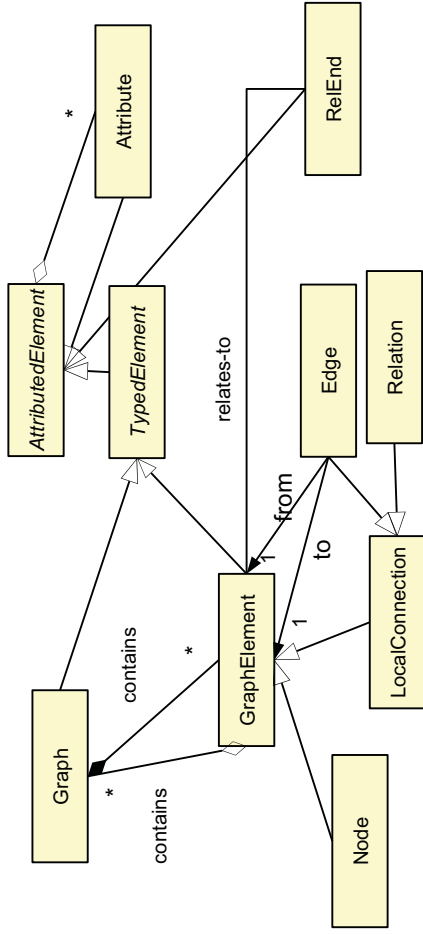 AttributedElement
*
Attribute
TypedElement
relates-to
RelEnd
Graph
contains
*
*
contains
GraphElement
1
from
to
1
Edge
Relation
LocalConnection
Node